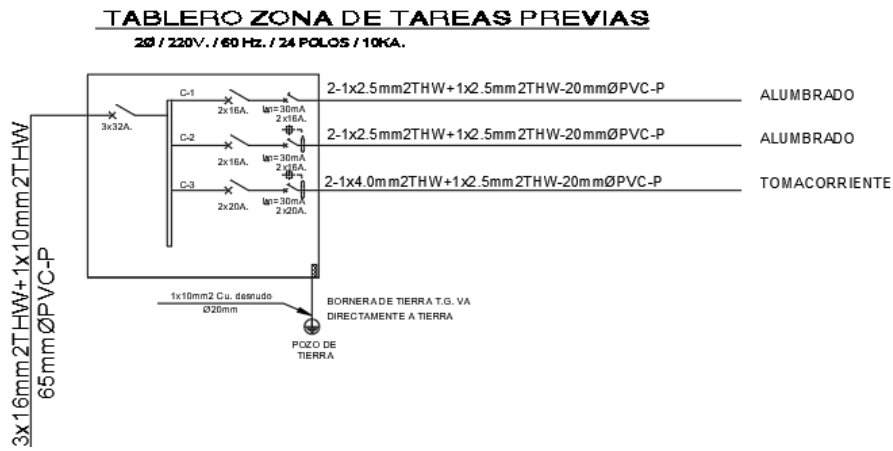 TABLERO ZONA DE TAREAS PREVIAS
2Ø / 220V. / 60 Hz. / 24 POLOS / 10KA.
3x16mm2THW+1x10mm2THW
65mmØPVC-P
3x32A.
C-1
2x16A.
Ian=30mA
2x16A.
2-1x2.5mm2THW+1x2.5mm2THW-20mmØPVC-P
ALUMBRADO
C-2
2x16A.
Ian=30mA
2x16A.
2-1x2.5mm2THW+1x2.5mm2THW-20mmØPVC-P
ALUMBRADO
C-3
2x20A.
Ian=30mA
2x20A.
2-1x4.0mm2THW+1x2.5mm2THW-20mmØPVC-P
TOMACORRIENTE
1x10mm2 Cu. desnudo
Ø20mm
BORNERA DE TIERRA T.G. VA
DIRECTAMENTE A TIERRA
POZO DE
TIERRA